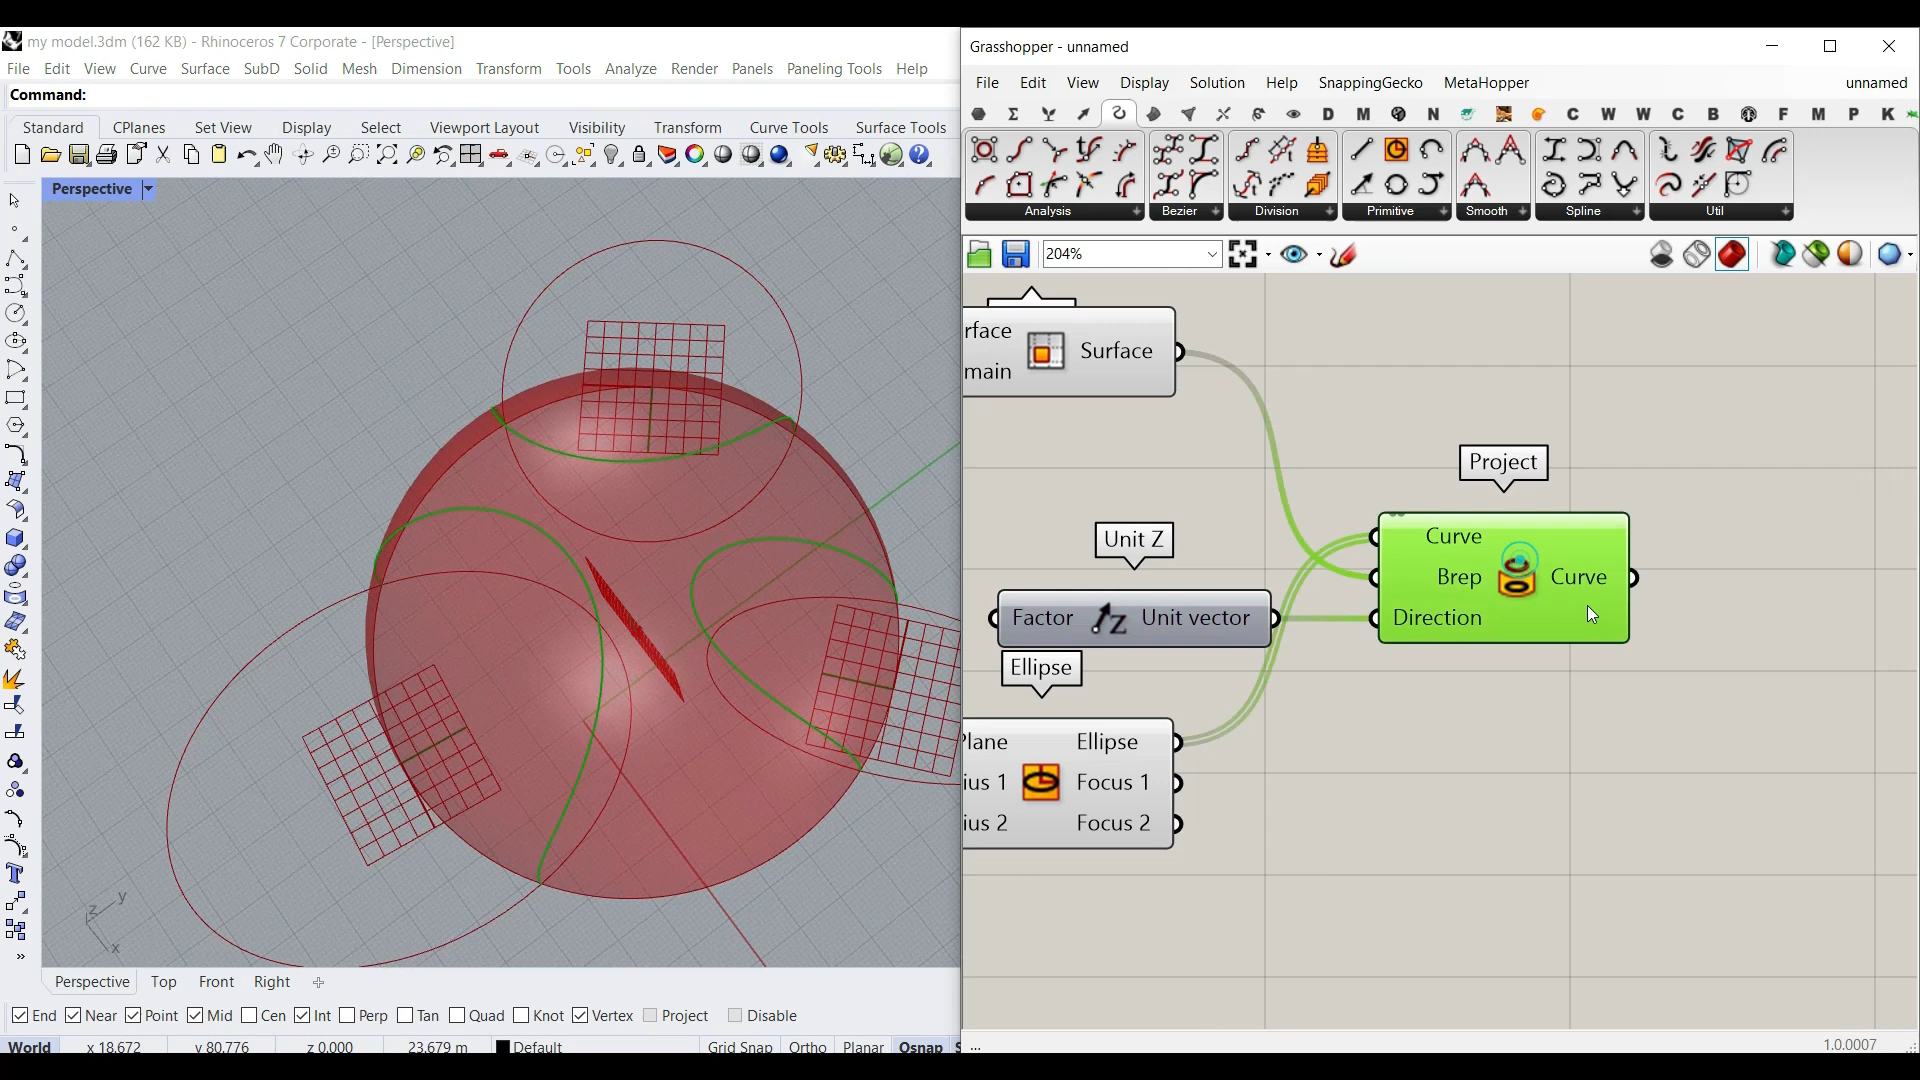 my model.3dm (162 KB) - Rhinoceros 7 Corporate - [Perspective]
File Edit View Curve Surface SubD Solid Mesh Dimension Transform Tools Analyze Render Panels Paneling Tools Help
Command:
Standard CPlanes Set View Display Select Viewport Layout Visibility Transform Curve Tools Surface Tools
Perspective
z y x
Perspective Top Front Right
End Near Point Mid Cen Int Perp Tan Quad Knot Vertex Project Disable
World x 18.672 y 80.776 z 0.000 23.679 m Default Grid Snap Ortho Planar Osnap S
Grasshopper - unnamed
File Edit View Display Solution Help SnappingGecko MetaHopper unnamed
D M N C W W C B F M P K
Analysis Bezier Division Primitive Smooth Spline Util
204%
rface
main
Surface
Project
Curve
Brep
Direction
Curve
Unit Z
Factor Unit vector
Ellipse
Plane
ius 1
ius 2
Ellipse
Focus 1
Focus 2
... 1.0.0007